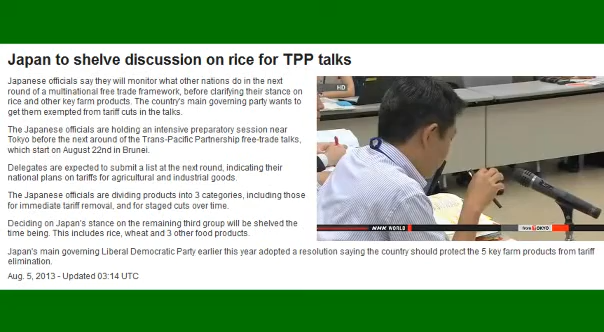 Japan to shelve discussion on rice for TPP talks
Japanese officials say they will monitor what other nations do in the next
round of a multinational free trade framework, before clarifying their stance on
rice and other key farm products. The country's main governing party wants to
get them exempted from tariff cuts in the talks.
The Japanese officials are holding an intensive preparatory session near
Tokyo before the next around of the Trans-Pacific Partnership free-trade talks,
which start on August 22nd in Brunei.
Delegates are expected to submit a list at the next round, indicating their
national plans on tariffs for agricultural and industrial goods.
The Japanese officials are dividing products into 3 categories, including those
for immediate tariff removal, and for staged cuts over time.
Deciding on Japan's stance on the remaining third group will be shelved the
time being. This includes rice, wheat and 3 other food products.
HD
NHK WORLD
from TOKYO
Japan's main governing Liberal Democratic Party earlier this year adopted a resolution saying the country should protect the 5 key farm products from tariff
elimination.
Aug. 5, 2013 - Updated 03:14 UTC